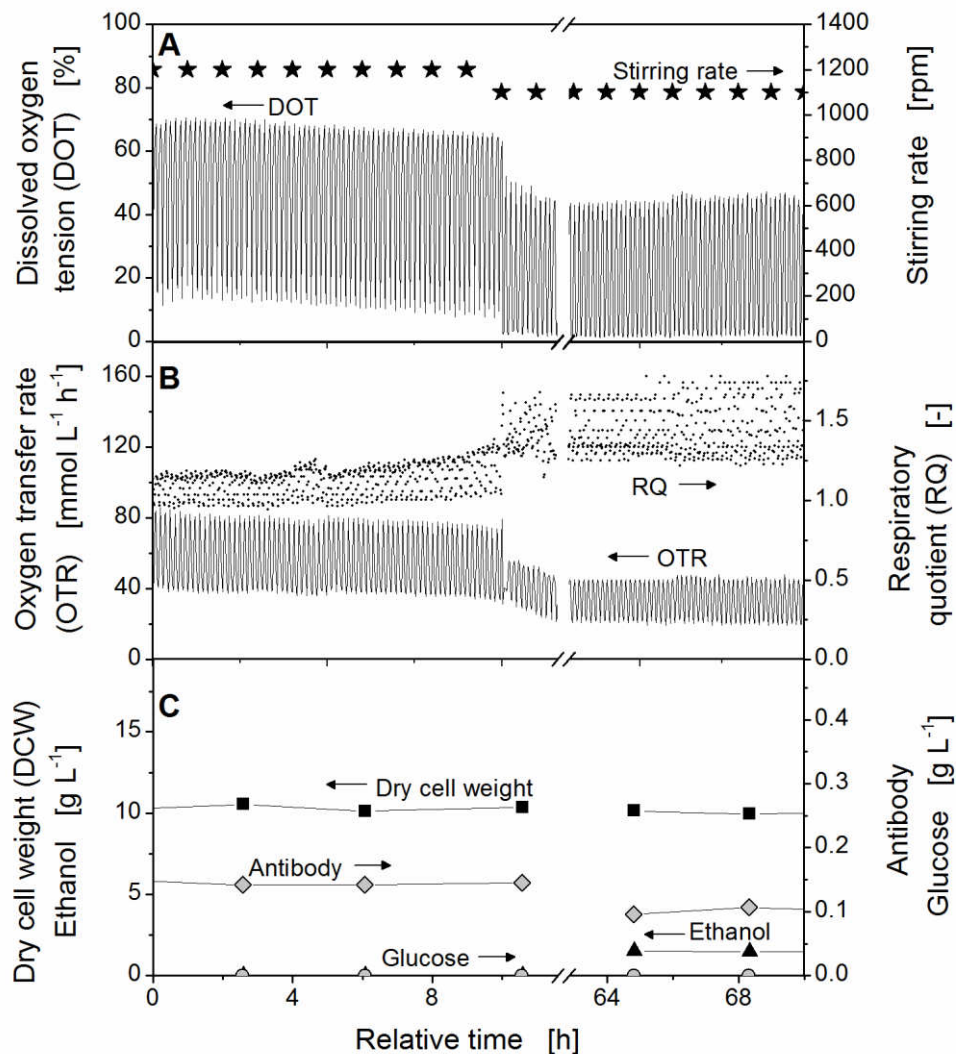 A
Dissolved oxygen
tension (DOT) [%]
100
80
60
40
20
0
Stirring rate
DOT
1400
1200
1000
800
600
400
200
0
Stirring rate [rpm]
B
Oxygen transfer rate
(OTR) [mmol L-1 h-1]
160
120
80
40
0
RQ
OTR
1.5
1.0
0.5
0.0
Respiratory
quotient (RQ) [-]
C
Dry cell weight (DCW)
Ethanol [g L-1]
15
10
5
0
Dry cell weight
Antibody
Ethanol
Glucose
0.4
0.3
0.2
0.1
0.0
Antibody
Glucose [g L-1]
0 4 8 64 68
Relative time [h]